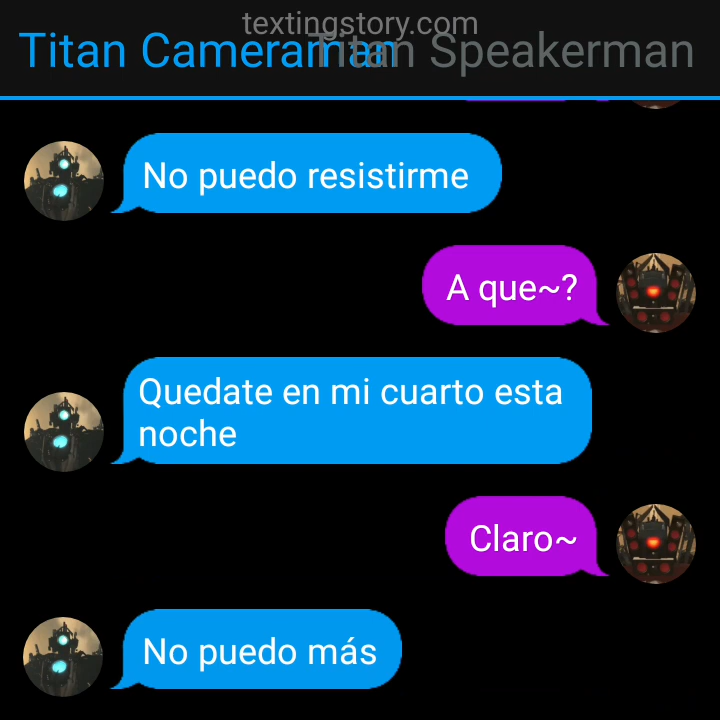 textingstory.com
Titan Cameraman
Titan Speakerman
No puedo resistirme
A que~?
Quedate en mi cuarto esta
noche
Claro~
No puedo más